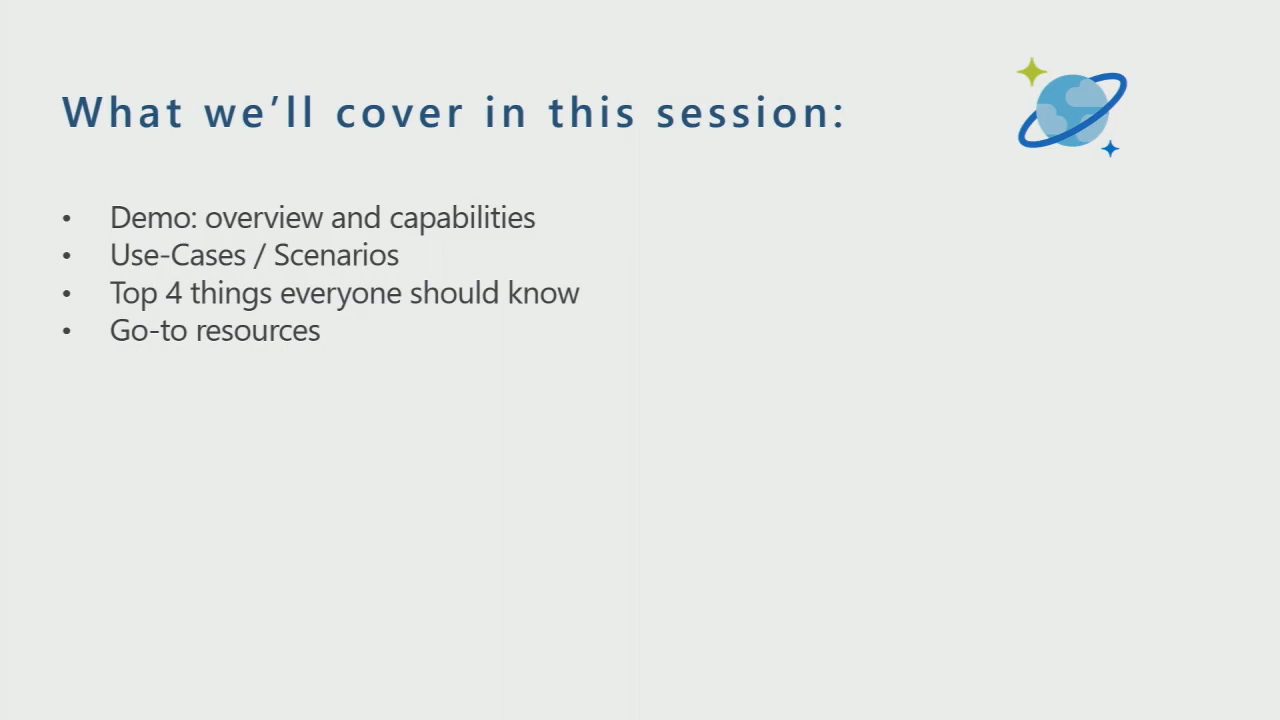 What we’ll cover in this session:
• Demo: overview and capabilities
• Use-Cases / Scenarios
• Top 4 things everyone should know
• Go-to resources